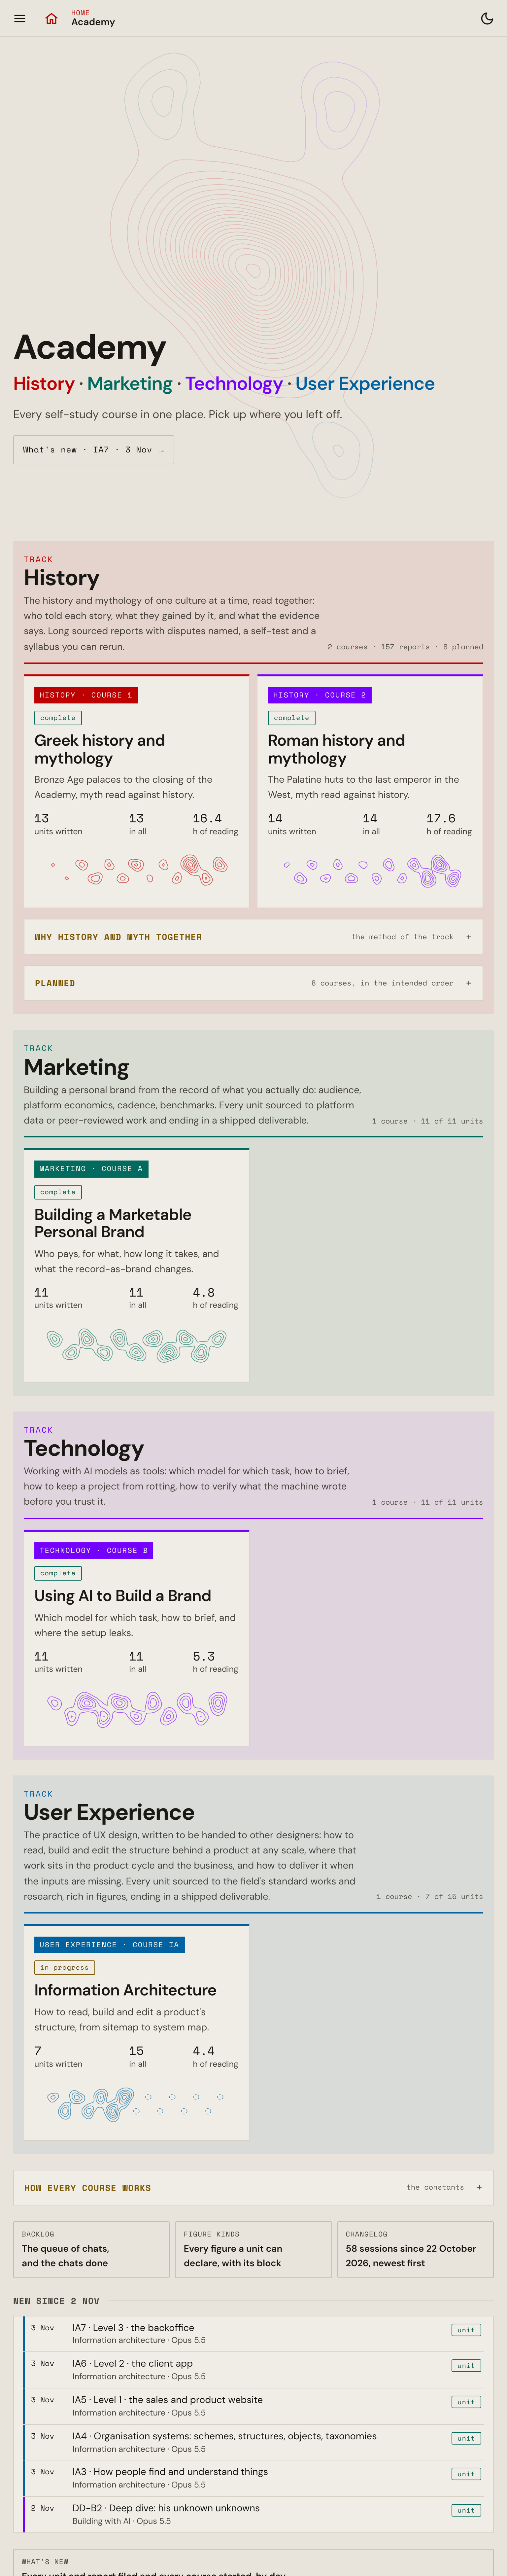 HOME
Academy
Academy
History · Marketing · Technology · User Experience
Every self-study course in one place. Pick up where you left off.
What's new · IA7 · 3 Nov →
TRACK
History
The history and mythology of one culture at a time, read together:
who told each story, what they gained by it, and what the evidence
says. Long sourced reports with disputes named, a self-test and a
syllabus you can rerun.
2 courses · 157 reports · 8 planned
HISTORY · COURSE 1
complete
Greek history and
mythology
Bronze Age palaces to the closing of the
Academy, myth read against history.
13 13 16.4
units written in all h of reading
HISTORY · COURSE 2
complete
Roman history and
mythology
The Palatine huts to the last emperor in the
West, myth read against history.
14 14 17.6
units written in all h of reading
WHY HISTORY AND MYTH TOGETHER the method of the track +
PLANNED 8 courses, in the intended order +
TRACK
Marketing
Building a personal brand from the record of what you actually do: audience,
platform economics, cadence, benchmarks. Every unit sourced to platform
data or peer-reviewed work and ending in a shipped deliverable.
1 course · 11 of 11 units
MARKETING · COURSE A
complete
Building a Marketable
Personal Brand
Who pays, for what, how long it takes, and
what the record-as-brand changes.
11 11 4.8
units written in all h of reading
TRACK
Technology
Working with AI models as tools: which model for which task, how to brief,
how to keep a project from rotting, how to verify what the machine wrote
before you trust it.
1 course · 11 of 11 units
TECHNOLOGY · COURSE B
complete
Using AI to Build a Brand
Which model for which task, how to brief, and
where the setup leaks.
11 11 5.3
units written in all h of reading
TRACK
User Experience
The practice of UX design, written to be handed to other designers: how to
read, build and edit the structure behind a product at any scale, where that
work sits in the product cycle and the business, and how to deliver it when
the inputs are missing. Every unit sourced to the field's standard works and
research, rich in figures, ending in a shipped deliverable.
1 course · 7 of 15 units
USER EXPERIENCE · COURSE IA
in progress
Information Architecture
How to read, build and edit a product's
structure, from sitemap to system map.
7 15 4.4
units written in all h of reading
HOW EVERY COURSE WORKS the constants +
BACKLOG
The queue of chats,
and the chats done
FIGURE KINDS
Every figure a unit can
declare, with its block
CHANGELOG
58 sessions since 22 October
2026, newest first
NEW SINCE 2 NOV
3 Nov IA7 · Level 3 · the backoffice unit
Information architecture · Opus 5.5
3 Nov IA6 · Level 2 · the client app unit
Information architecture · Opus 5.5
3 Nov IA5 · Level 1 · the sales and product website unit
Information architecture · Opus 5.5
3 Nov IA4 · Organisation systems: schemes, structures, objects, taxonomies unit
Information architecture · Opus 5.5
3 Nov IA3 · How people find and understand things unit
Information architecture · Opus 5.5
2 Nov DD-B2 · Deep dive: his unknown unknowns unit
Building with AI · Opus 5.5
WHAT'S NEW
Every unit and report filed and every course started, by day